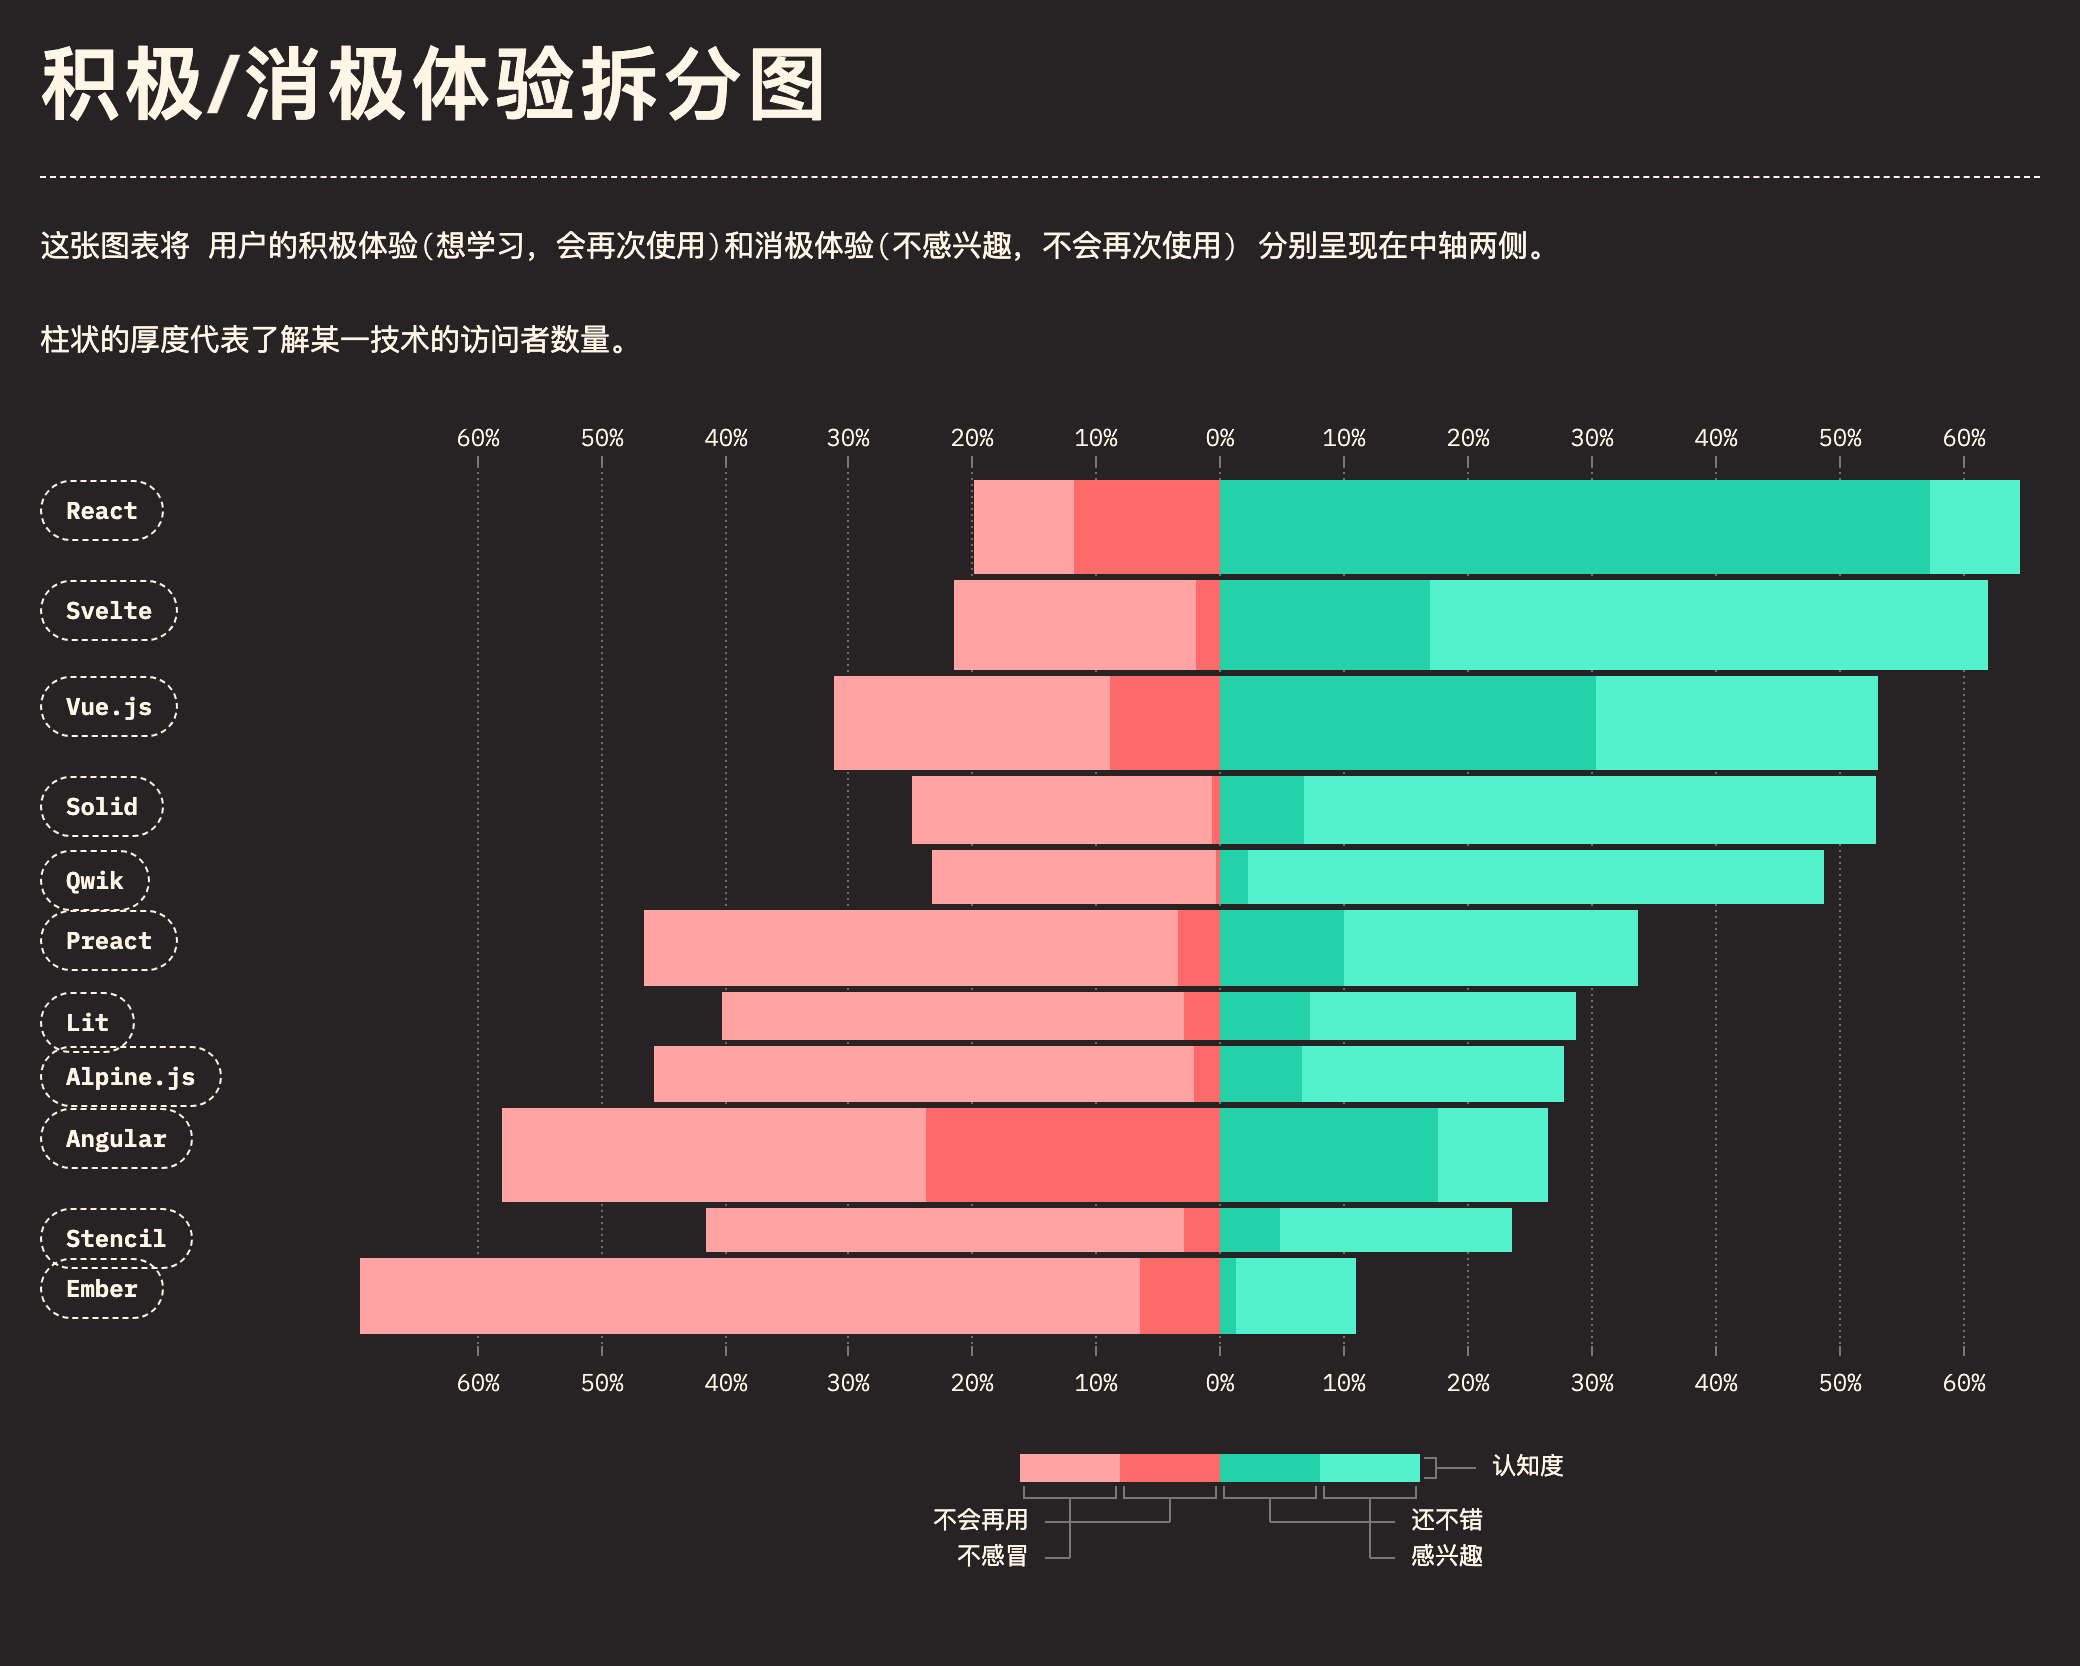 积极/消极体验拆分图
这张图表将 用户的积极体验(想学习, 会再次使用)和消极体验(不感兴趣, 不会再次使用) 分别呈现在中轴两侧。
柱状的厚度代表了解某一技术的访问者数量。
60% 50% 40% 30% 20% 10% 0% 10% 20% 30% 40% 50% 60%
React
Svelte
Vue.js
Solid
Qwik
Preact
Lit
Alpine.js
Angular
Stencil
Ember
60% 50% 40% 30% 20% 10% 0% 10% 20% 30% 40% 50% 60%
认知度
不会再用 还不错
不感冒 感兴趣